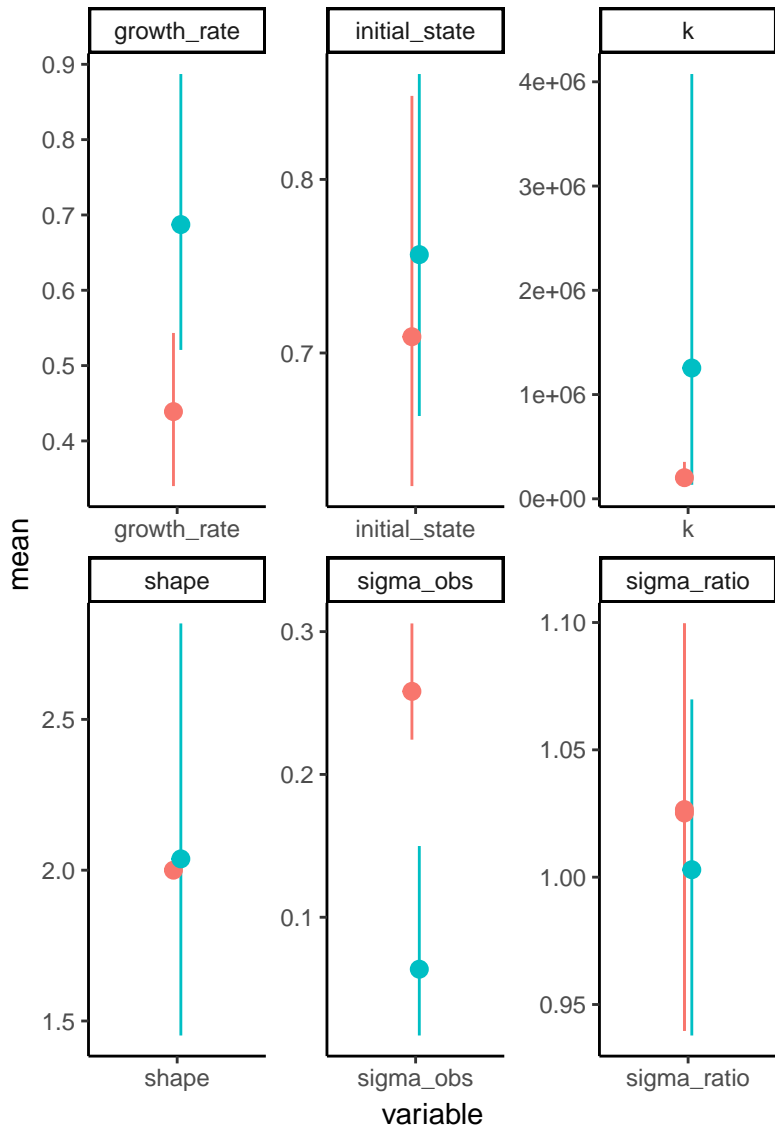 growth_rate initial_state k
0.9
0.8
0.7
0.6
0.5
0.4
0.8
0.7
4e+06
3e+06
2e+06
1e+06
0e+00
growth_rate initial_state k
mean
shape sigma_obs sigma_ratio
2.5
2.0
1.5
0.3
0.2
0.1
1.10
1.05
1.00
0.95
shape sigma_obs sigma_ratio
variable